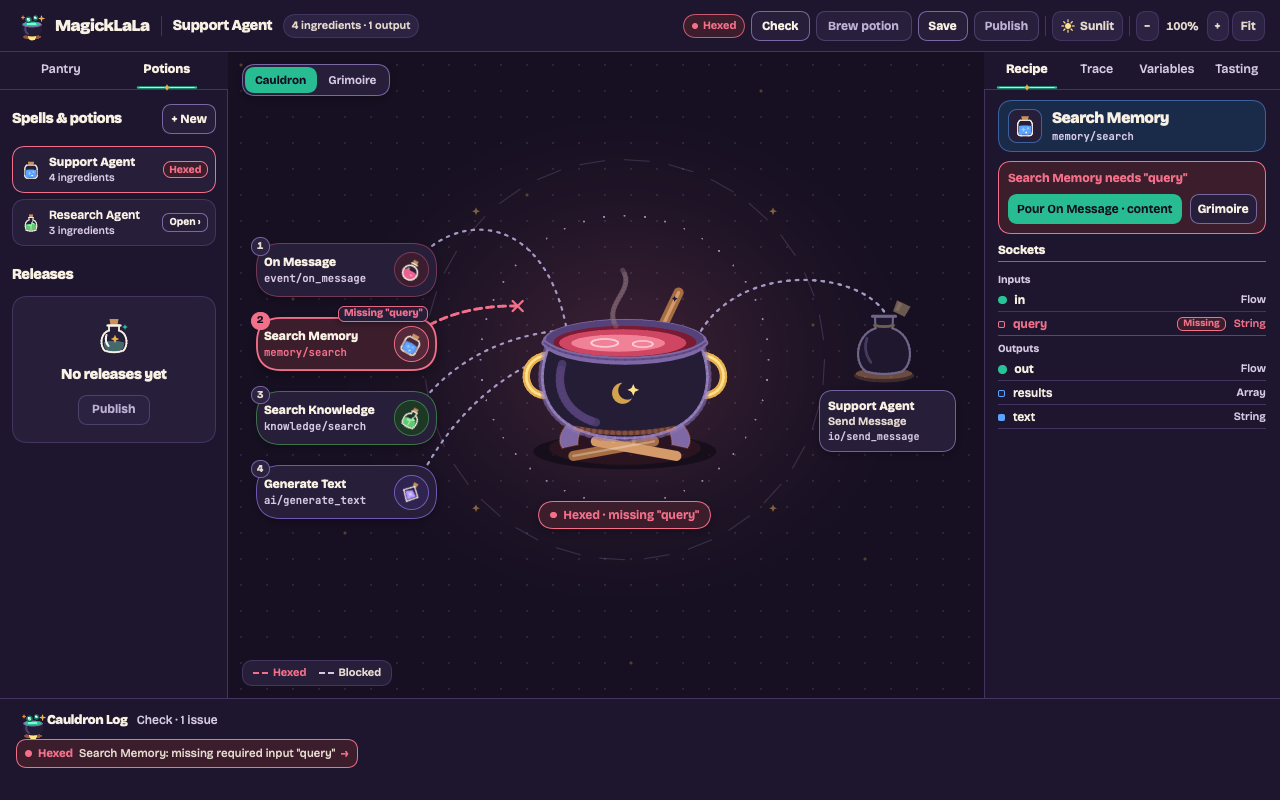 MagickLaLa
Support Agent
4 ingredients · 1 output
Hexed
Check
Brew potion
Save
Publish
Sunlit
−
100%
+
Fit
Pantry
Potions
Spells & potions
+ New
Support Agent
4 ingredients
Hexed
Research Agent
3 ingredients
Open ›
Releases
No releases yet
Publish
Cauldron
Grimoire
1
On Message
event/on_message
Missing "query"
2
Search Memory
memory/search
3
Search Knowledge
knowledge/search
4
Generate Text
ai/generate_text
Hexed · missing "query"
Support Agent
Send Message
io/send_message
Hexed
Blocked
Recipe
Trace
Variables
Tasting
Search Memory
memory/search
Search Memory needs "query"
Pour On Message · content
Grimoire
Sockets
Inputs
in Flow
query Missing String
Outputs
out Flow
results Array
text String
Cauldron Log Check · 1 issue
Hexed Search Memory: missing required input "query" →